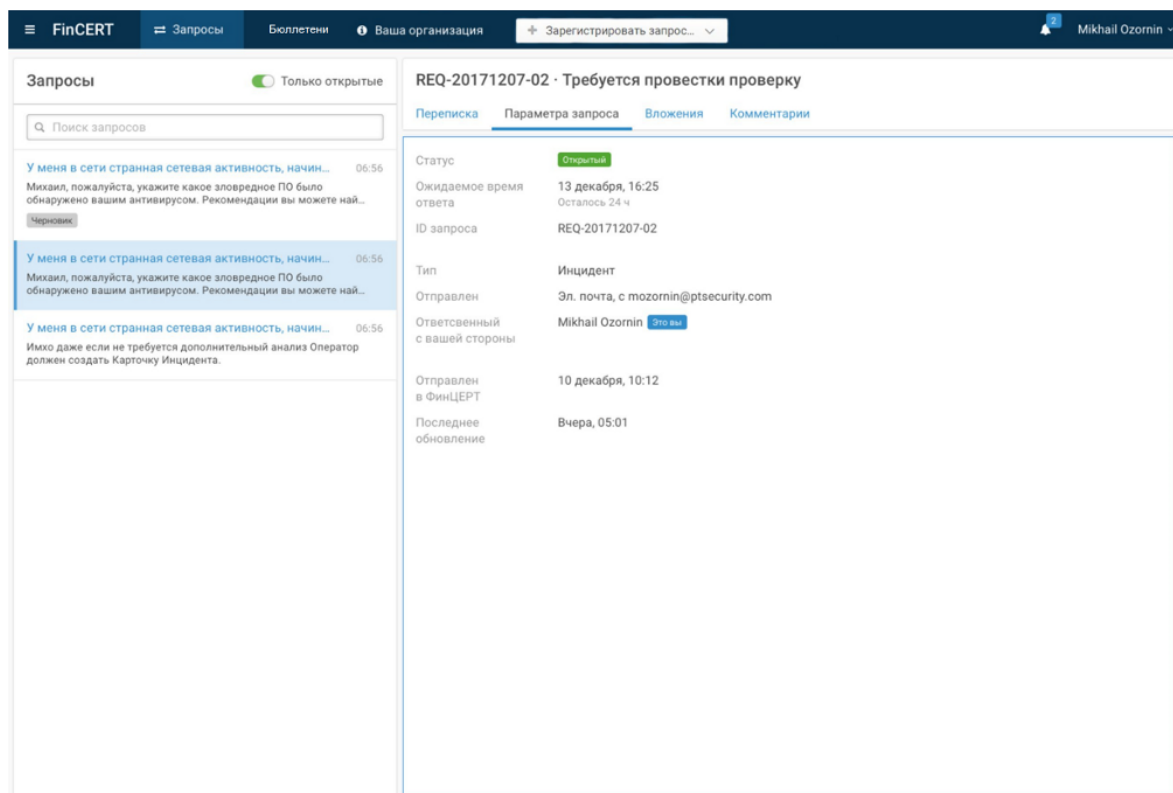 FinCERT
Запросы
Бюллетени
Ваша организация
Зарегистрировать запрос...
2
Mikhail Ozornin
Запросы
Только открытые
Поиск запросов
У меня в сети странная сетевая активность, начин... 06:56
Михаил, пожалуйста, укажите какое зловредное ПО было
обнаружено вашим антивирусом. Рекомендации вы можете най...
Черновик
У меня в сети странная сетевая активность, начин... 06:56
Михаил, пожалуйста, укажите какое зловредное ПО было
обнаружено вашим антивирусом. Рекомендации вы можете най...
У меня в сети странная сетевая активность, начин... 06:56
Имхо даже если не требуется дополнительный анализ Оператор
должен создать Карточку Инцидента.
REQ-20171207-02 · Требуется провестки проверку
Переписка Параметра запроса Вложения Комментарии
Статус Открытый
Ожидаемое время 13 декабря, 16:25
ответа Осталось 24 ч
ID запроса REQ-20171207-02
Тип Инцидент
Отправлен Эл. почта, с mozornin@ptsecurity.com
Ответсвенный Mikhail Ozornin Это вы
с вашей стороны
Отправлен 10 декабря, 10:12
в ФинЦЕРТ
Последнее Вчера, 05:01
обновление